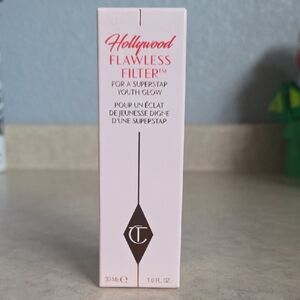 Hollywood
FLAWLESS
FILTER™
FOR A SUPERSTAR
YOUTH GLOW
POUR UN ÉCLAT
DE JEUNESSE DIGNE
D'UNE SUPERSTAR
CT
30 ML ℮ 1.0 FL. OZ.